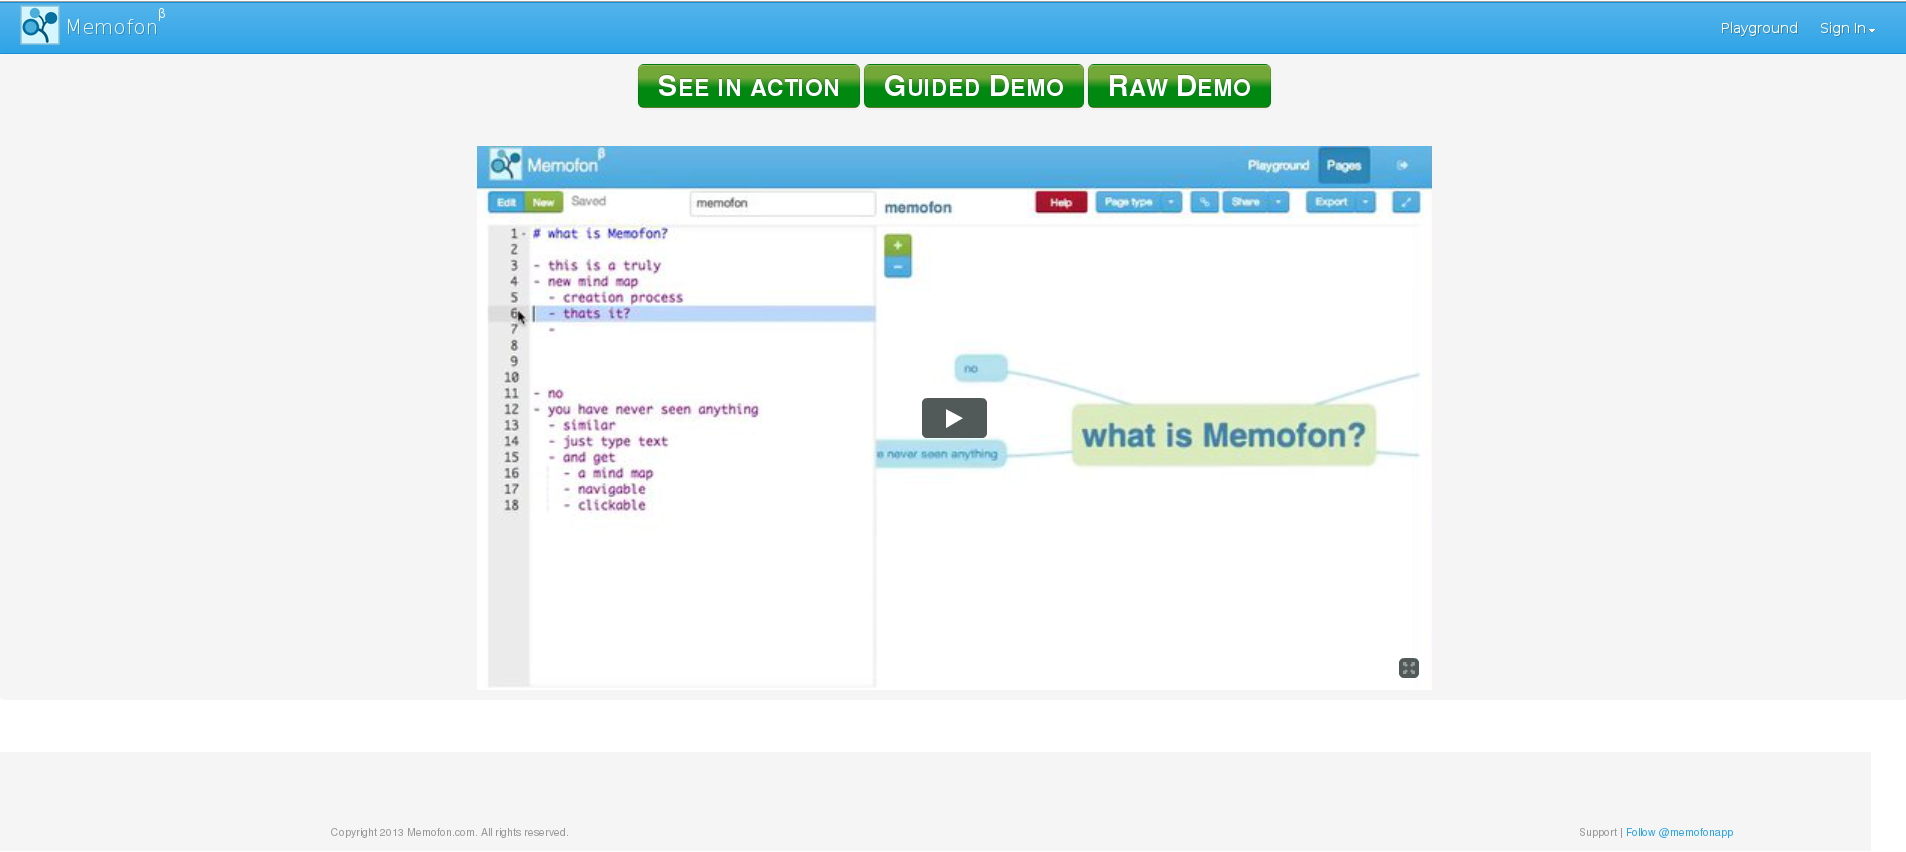 Memofon β
Playground Sign In
SEE IN ACTION GUIDED DEMO RAW DEMO
Memofon β
Playground Pages
Edit New Saved memofon memofon Help Page type Share Export
1 # what is Memofon?
2
3 - this is a truly
4 - new mind map
5 - creation process
6 - thats it?
7 -
8
9
10
11 - no
12 - you have never seen anything
13 - similar
14 - just type text
15 - and get
16 - a mind map
17 - navigable
18 - clickable
+
−
no
what is Memofon?
e never seen anything
Copyright 2013 Memofon.com. All rights reserved.
Support | Follow @memofonapp